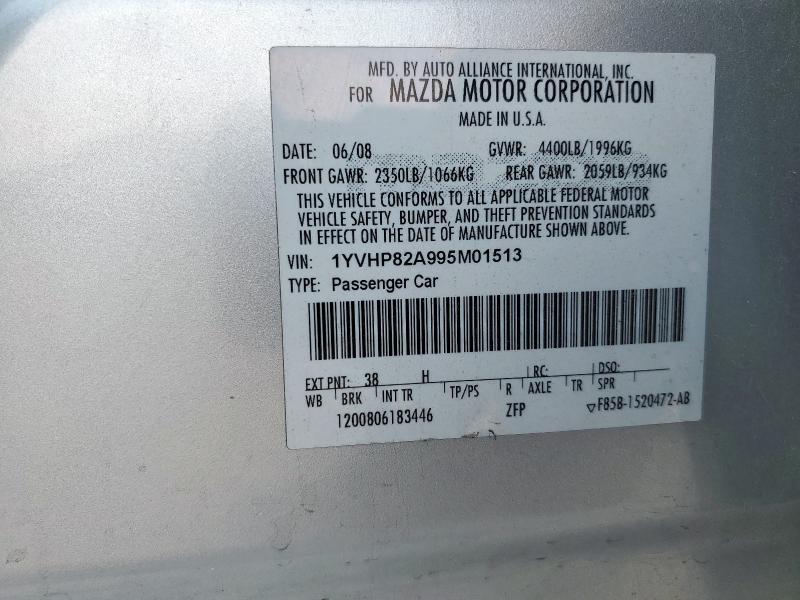 MFD. BY AUTO ALLIANCE INTERNATIONAL, INC.
FOR MAZDA MOTOR CORPORATION
MADE IN U.S.A.
DATE: 06/08 GVWR: 4400LB/1996KG
FRONT GAWR: 2350LB/1066KG REAR GAWR: 2059LB/934KG
THIS VEHICLE CONFORMS TO ALL APPLICABLE FEDERAL MOTOR
VEHICLE SAFETY, BUMPER, AND THEFT PREVENTION STANDARDS
IN EFFECT ON THE DATE OF MANUFACTURE SHOWN ABOVE.
VIN: 1YVHP82A995M01513
TYPE: Passenger Car
EXT PNT: 38 H RC: DSO:
WB BRK INT TR TP/PS R AXLE TR SPR
1200806183446 ZFP ▽F85B-1520472-AB